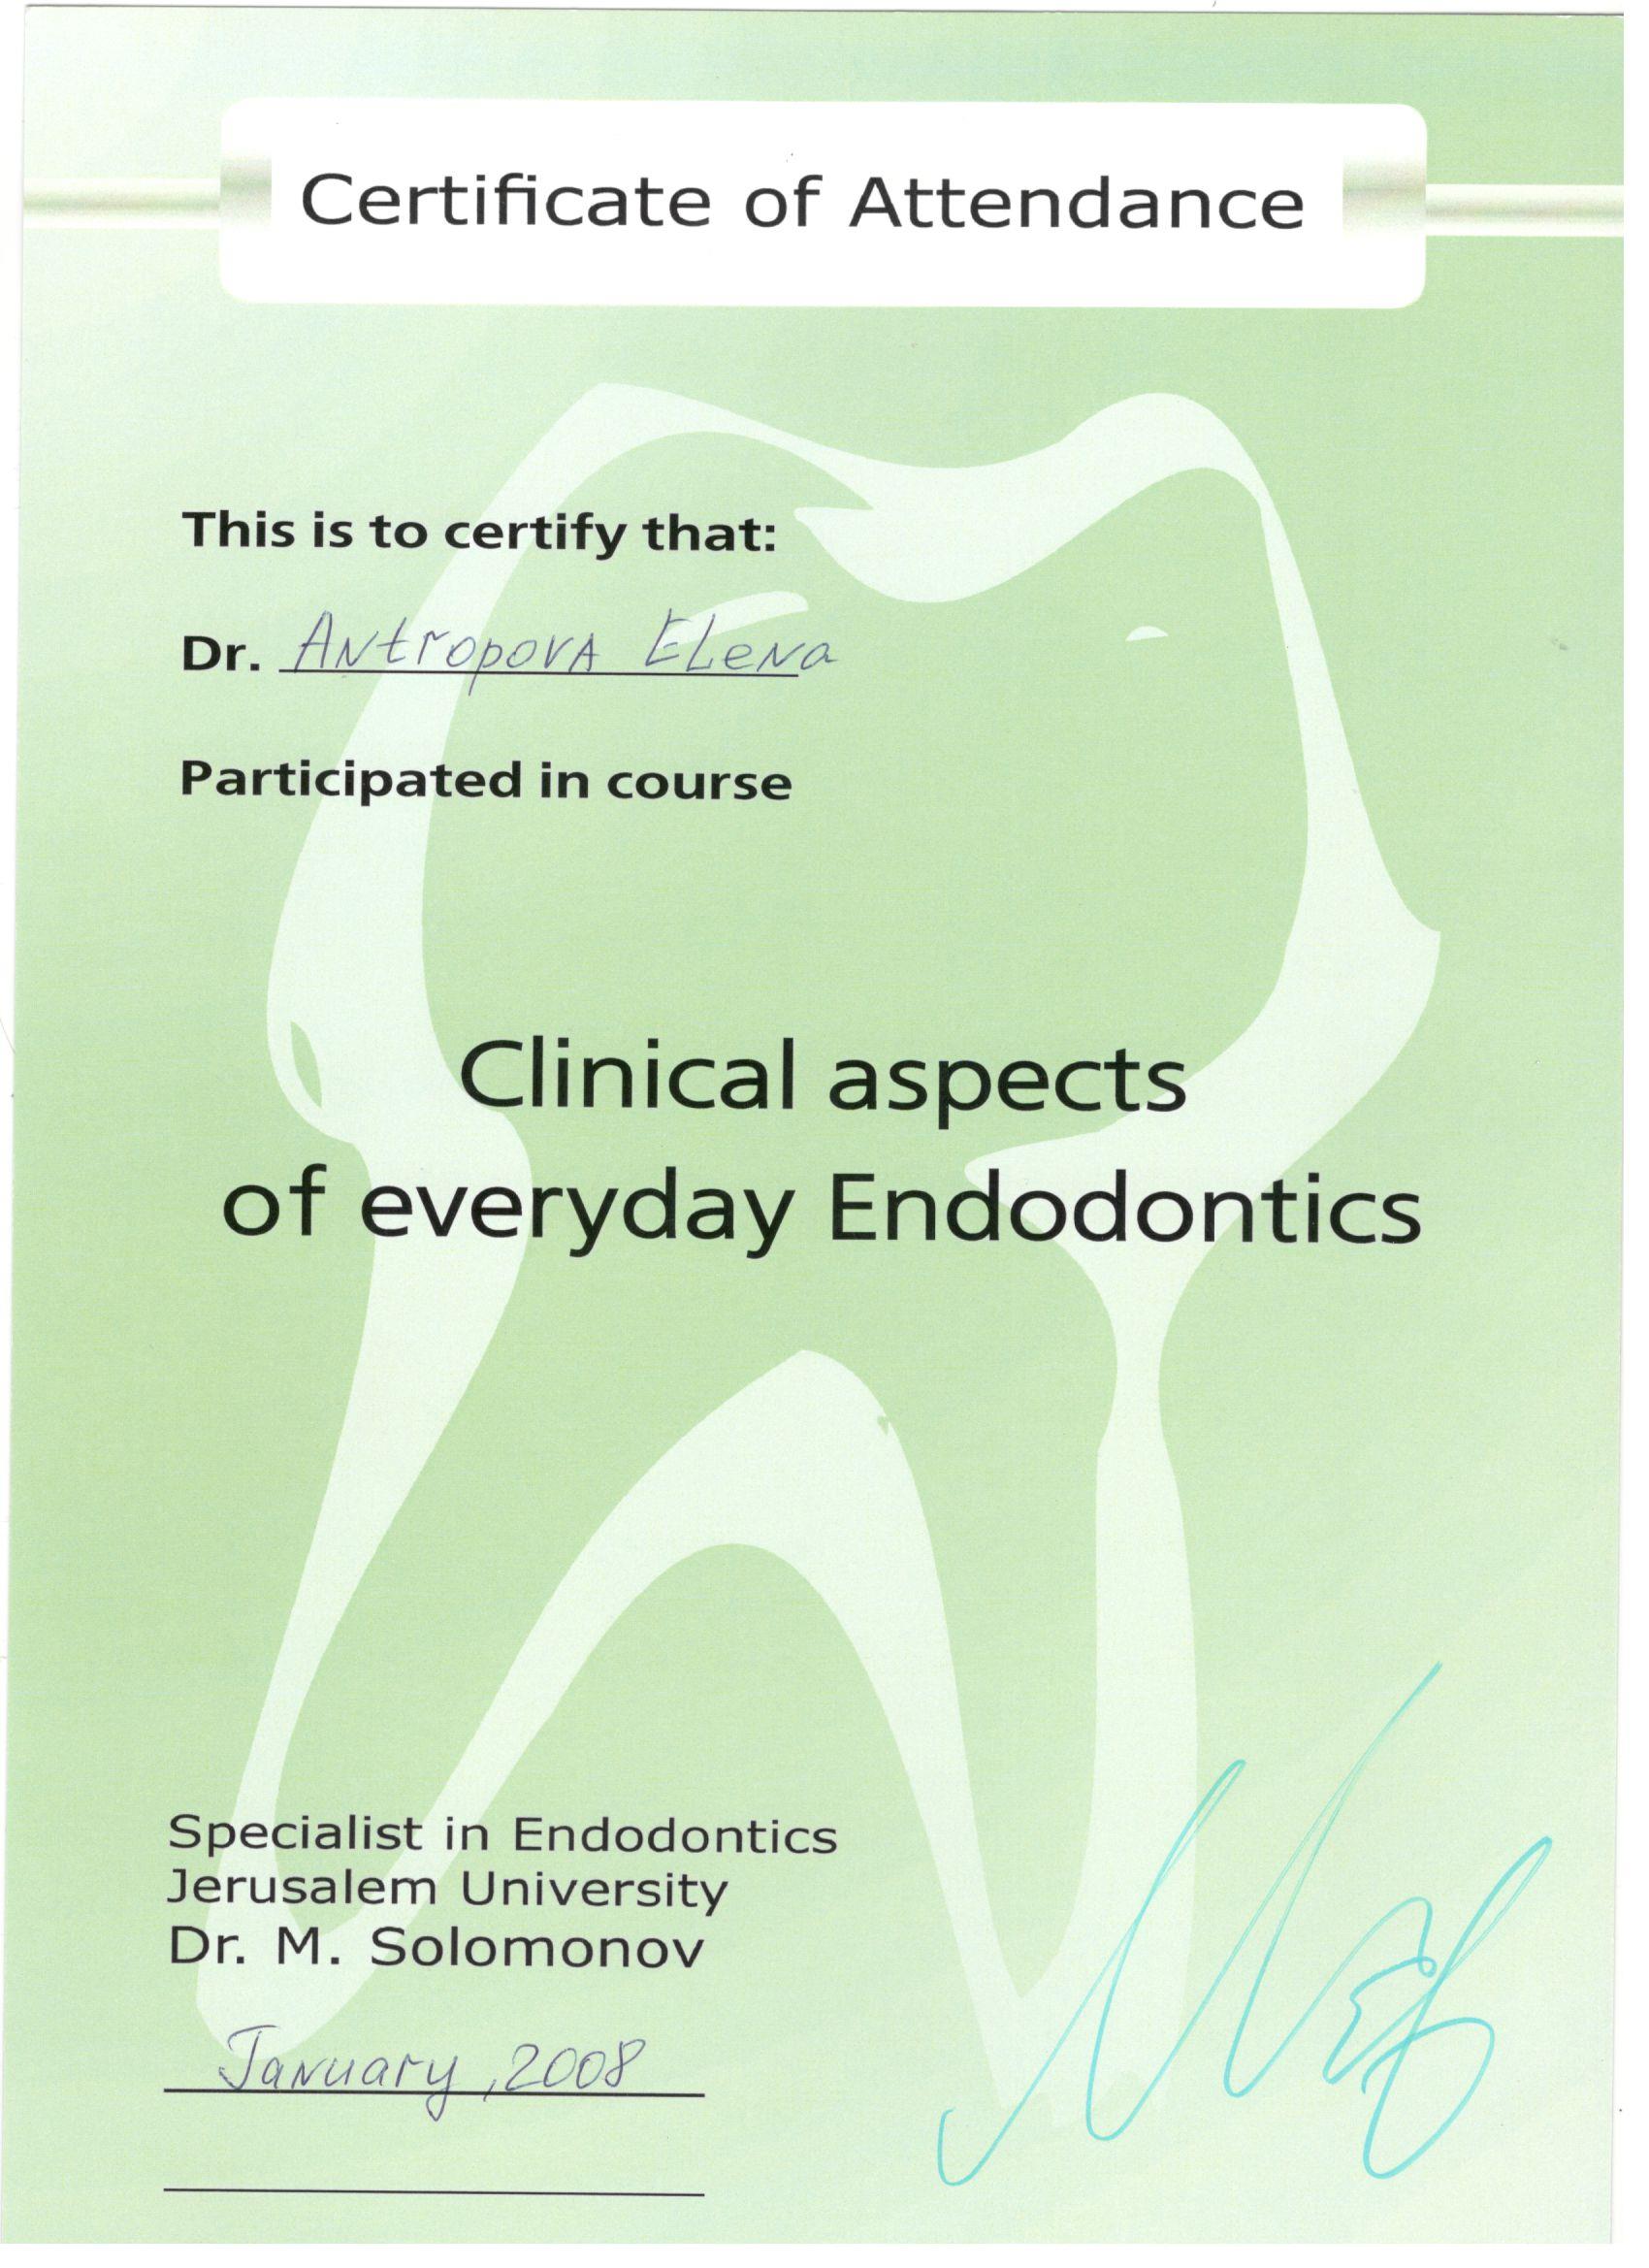 Certificate of Attendance
This is to certify that:
Dr. Antropova Elena
Participated in course
Clinical aspects
of everyday Endodontics
Specialist in Endodontics
Jerusalem University
Dr. M. Solomonov
January, 2008